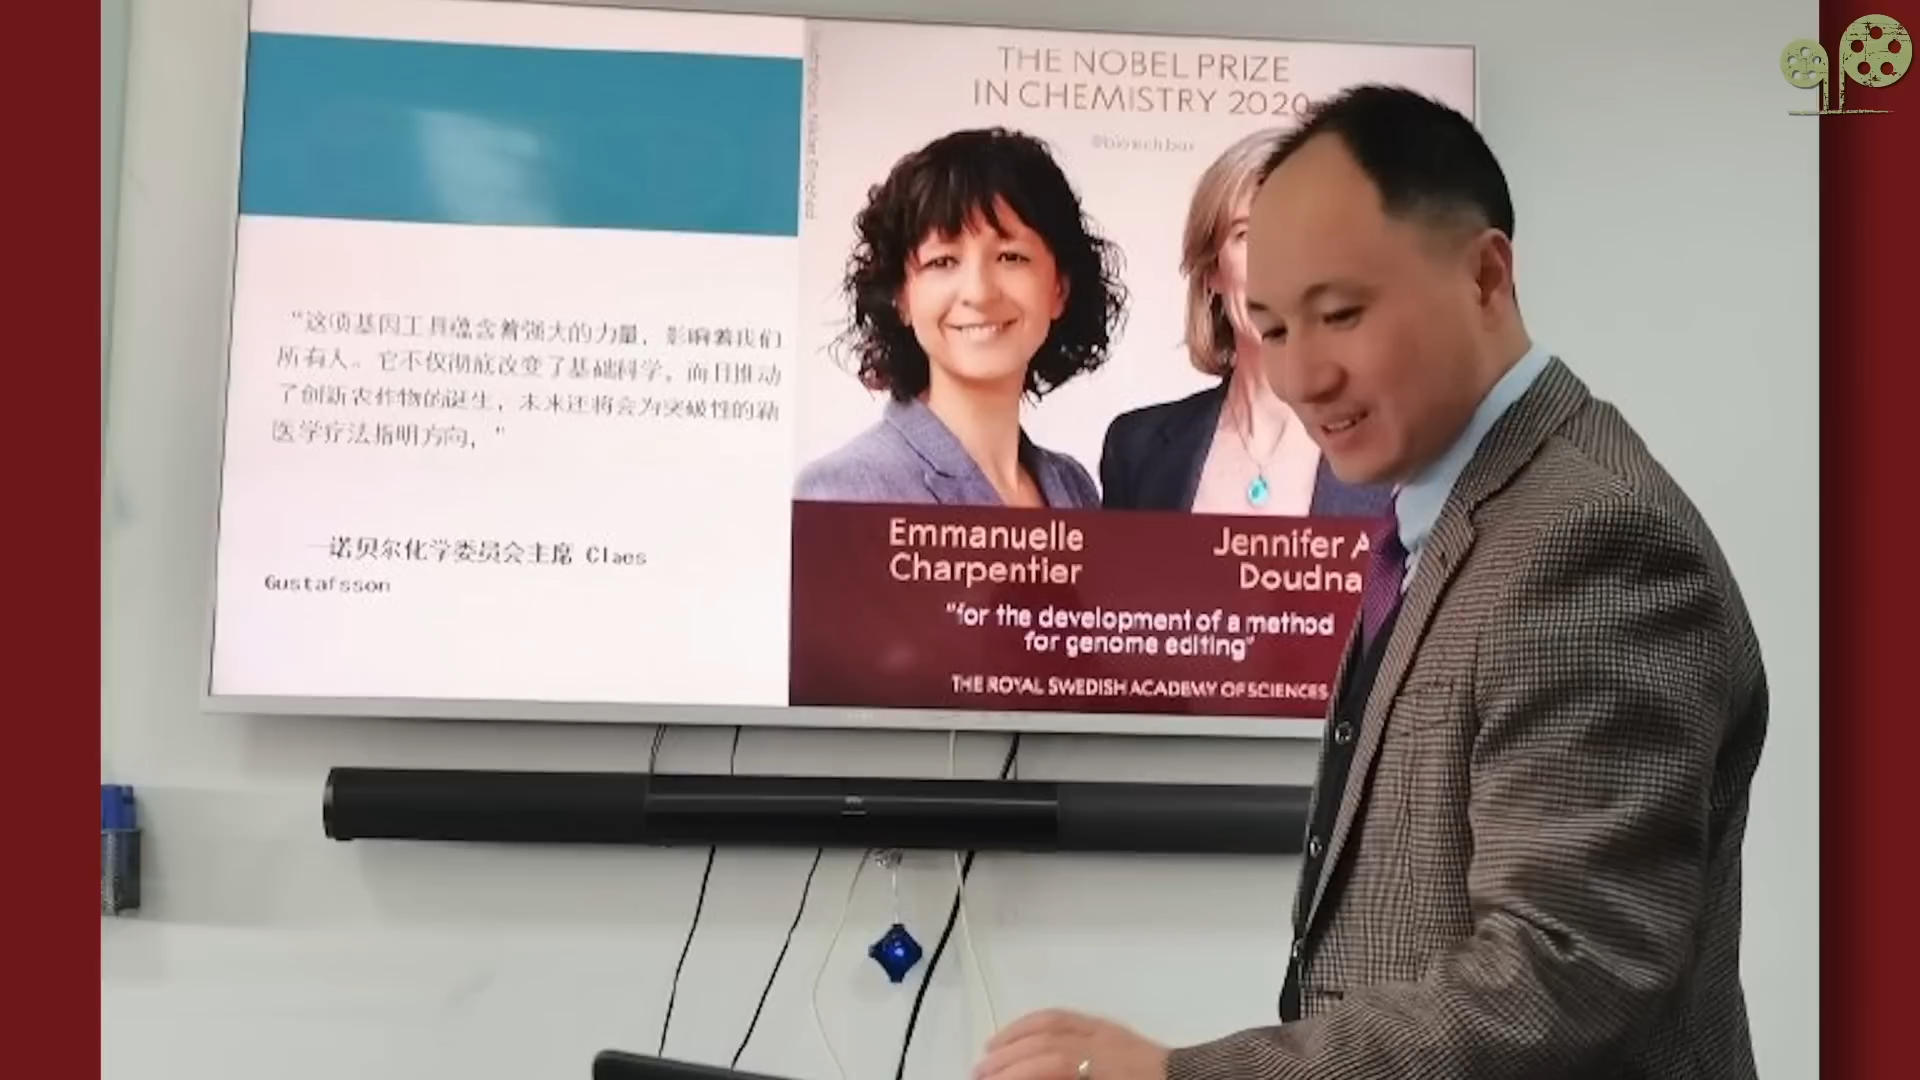 “这项基因工具蕴含着强大的力量，影响着我们
所有人。它不仅彻底改变了基础科学，而且推动
了创新农作物的诞生，未来还将会为突破性的新
医学疗法指明方向，”
—诺贝尔化学委员会主席 Claes
Gustafsson
THE NOBEL PRIZE
IN CHEMISTRY 2020
Emmanuelle
Charpentier
Jennifer A
Doudna
"for the development of a method
for genome editing"
THE ROYAL SWEDISH ACADEMY OF SCIENCES